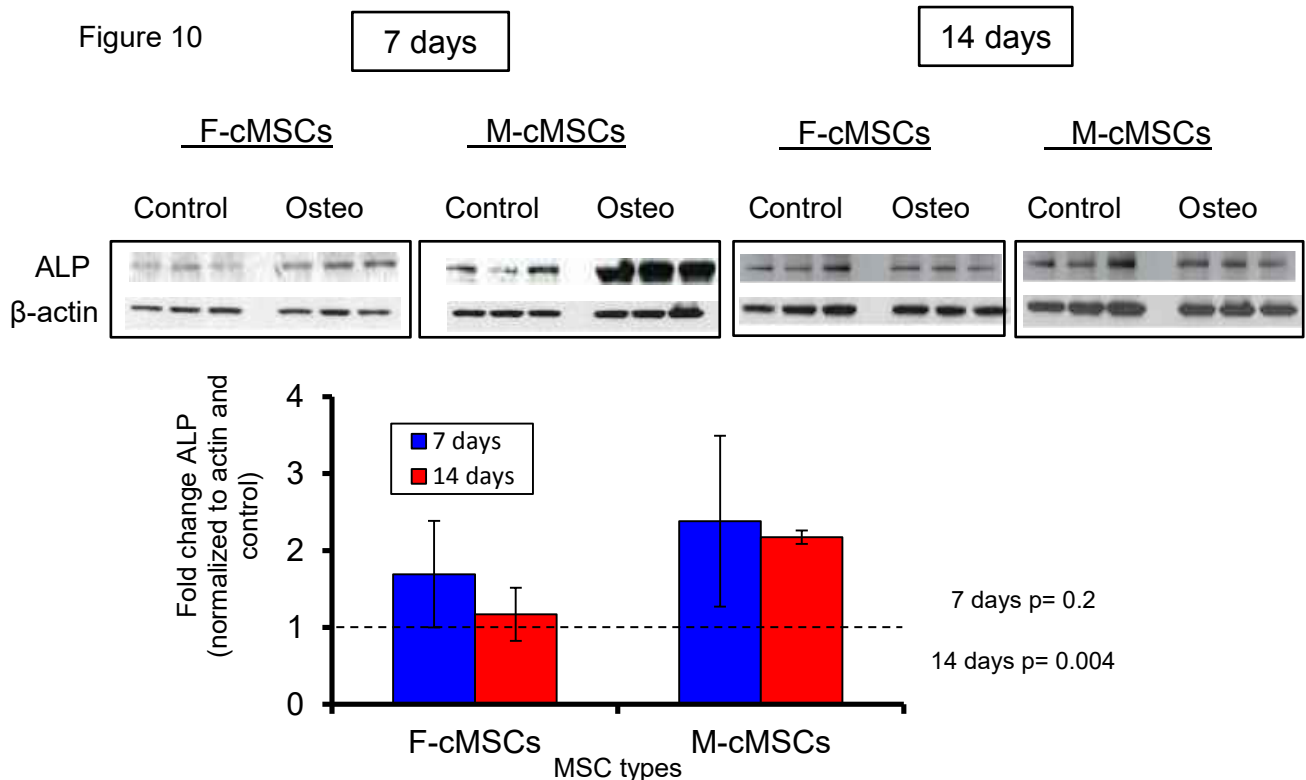 Figure 10
7 days
14 days
F-cMSCs
M-cMSCs
F-cMSCs
M-cMSCs
Control
Osteo
Control
Osteo
Control
Osteo
Control
Osteo
ALP
β-actin
Fold change ALP
(normalized to actin and
control)
4
3
2
1
0
7 days
14 days
7 days p= 0.2
14 days p= 0.004
F-cMSCs
M-cMSCs
MSC types